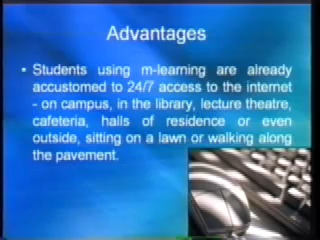 Advantages
• Students using m-learning are already
accustomed to 24/7 access to the internet
- on campus, in the library, lecture theatre,
cafeteria, halls of residence or even
outside, sitting on a lawn or walking along
the pavement.